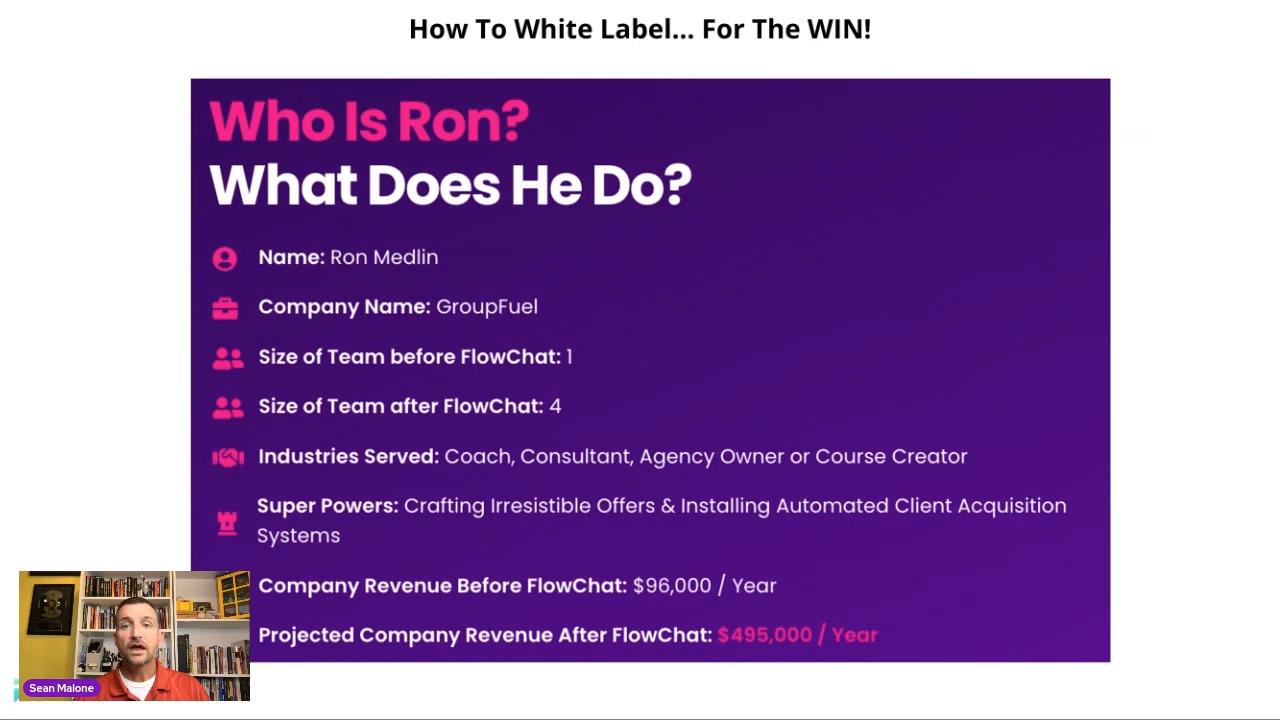 How To White Label... For The WIN!
Who Is Ron?
What Does He Do?
Name: Ron Medlin
Company Name: GroupFuel
Size of Team before FlowChat: 1
Size of Team after FlowChat: 4
Industries Served: Coach, Consultant, Agency Owner or Course Creator
Super Powers: Crafting Irresistible Offers & Installing Automated Client Acquisition
Systems
Company Revenue Before FlowChat: $96,000 / Year
Projected Company Revenue After FlowChat: $495,000 / Year
Sean Malone